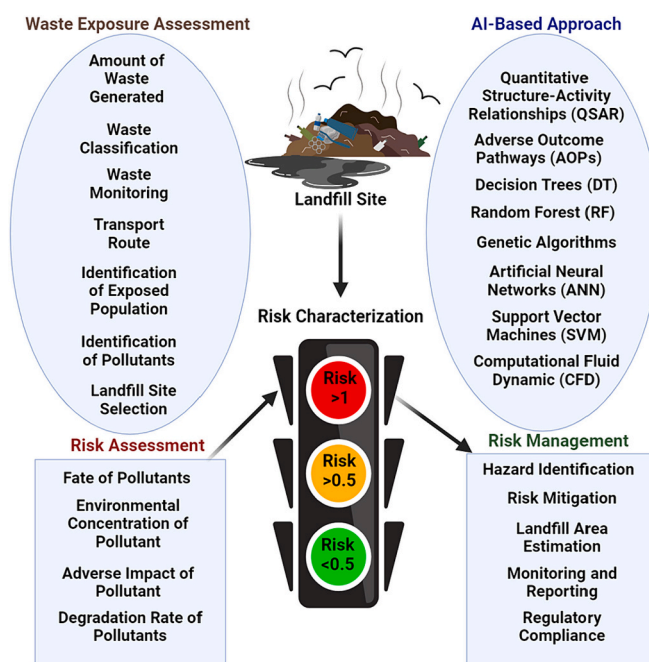 Waste Exposure Assessment
Amount of
Waste
Generated
Waste
Classification
Waste
Monitoring
Transport
Route
Identification
of Exposed
Population
Identification
of Pollutants
Landfill Site
Selection
AI-Based Approach
Quantitative
Structure-Activity
Relationships (QSAR)
Adverse Outcome
Pathways (AOPs)
Decision Trees (DT)
Random Forest (RF)
Genetic Algorithms
Artificial Neural
Networks (ANN)
Support Vector
Machines (SVM)
Computational Fluid
Dynamic (CFD)
Landfill Site
Risk Characterization
Risk
>1
Risk
>0.5
Risk
<0.5
Risk Assessment
Fate of Pollutants
Environmental
Concentration of
Pollutant
Adverse Impact of
Pollutant
Degradation Rate of
Pollutants
Risk Management
Hazard Identification
Risk Mitigation
Landfill Area
Estimation
Monitoring and
Reporting
Regulatory
Compliance